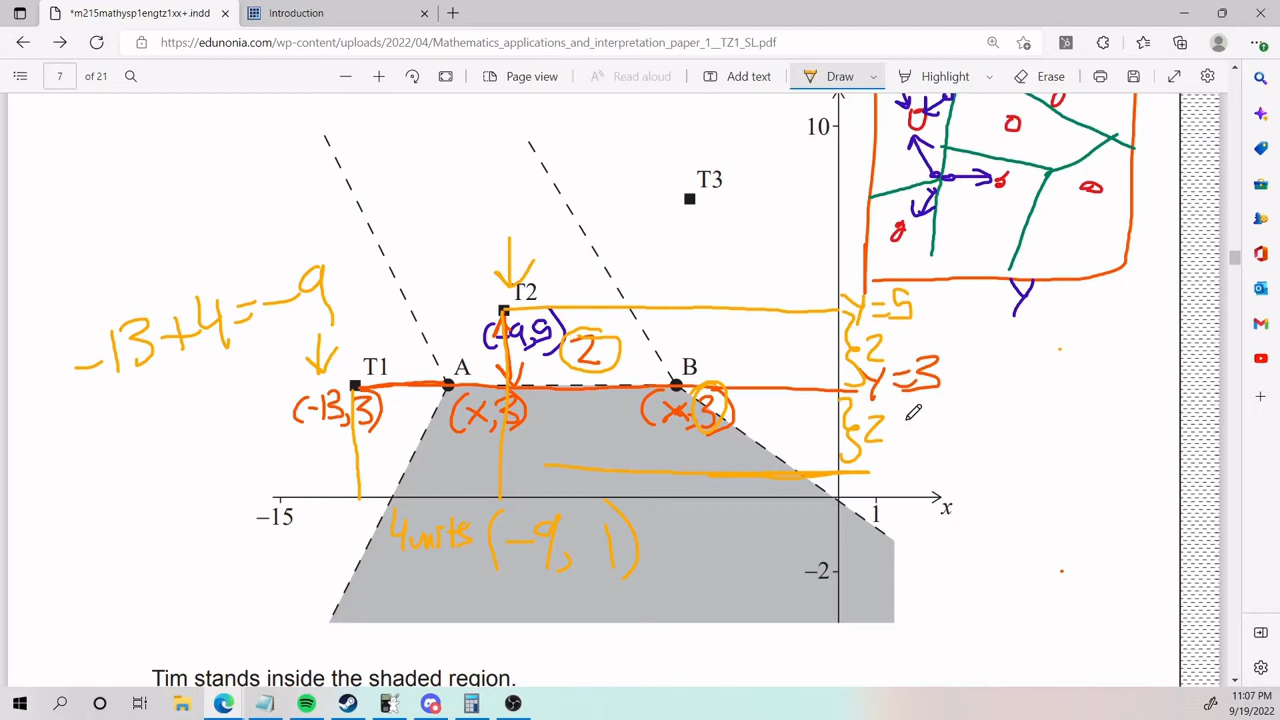 *m215mathysp1engtz1xx+.indd
Introduction
https://edunonia.com/wp-content/uploads/2022/04/Mathematics_applications_and_interpretation_paper_1__TZ1_SL.pdf
7 of 21
Page view
Read aloud
Add text
Draw
Highlight
Erase
10
T3
Y
-13+4=-9
T2
y=5
(-9,5)
2
2
T1
A
B
y=3
(-13,3)
(x,3)
(x,3)
2
-15
1
x
4units
-9, 1)
-2
Tim stands inside the shaded region.
11:07 PM
9/19/2022